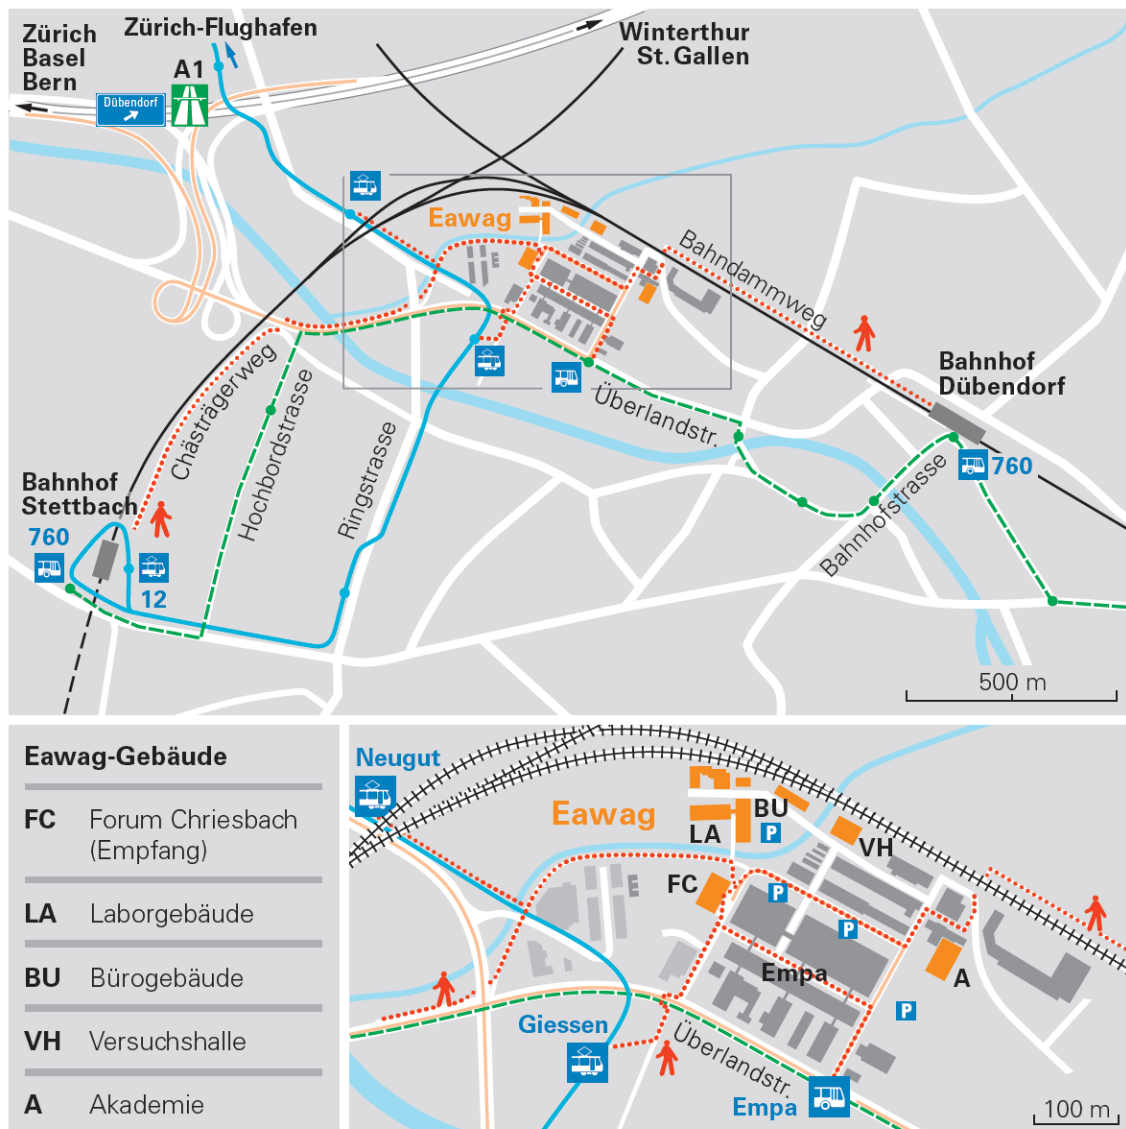 Zürich
Basel
Bern
Zürich-Flughafen
A1
Dübendorf
Winterthur
St. Gallen
Eawag
Bahndammweg
Bahnhof
Dübendorf
760
Überlandstr.
Bahnhofstrasse
Chästrägerweg
Hochbordstrasse
Ringstrasse
Bahnhof
Stettbach
760
12
500 m
Eawag-Gebäude
FC Forum Chriesbach
(Empfang)
LA Laborgebäude
BU Bürogebäude
VH Versuchshalle
A Akademie
Neugut
Eawag
BU
LA
P
VH
FC
P
P
Empa
A
P
Giessen
Überlandstr.
Empa
100 m